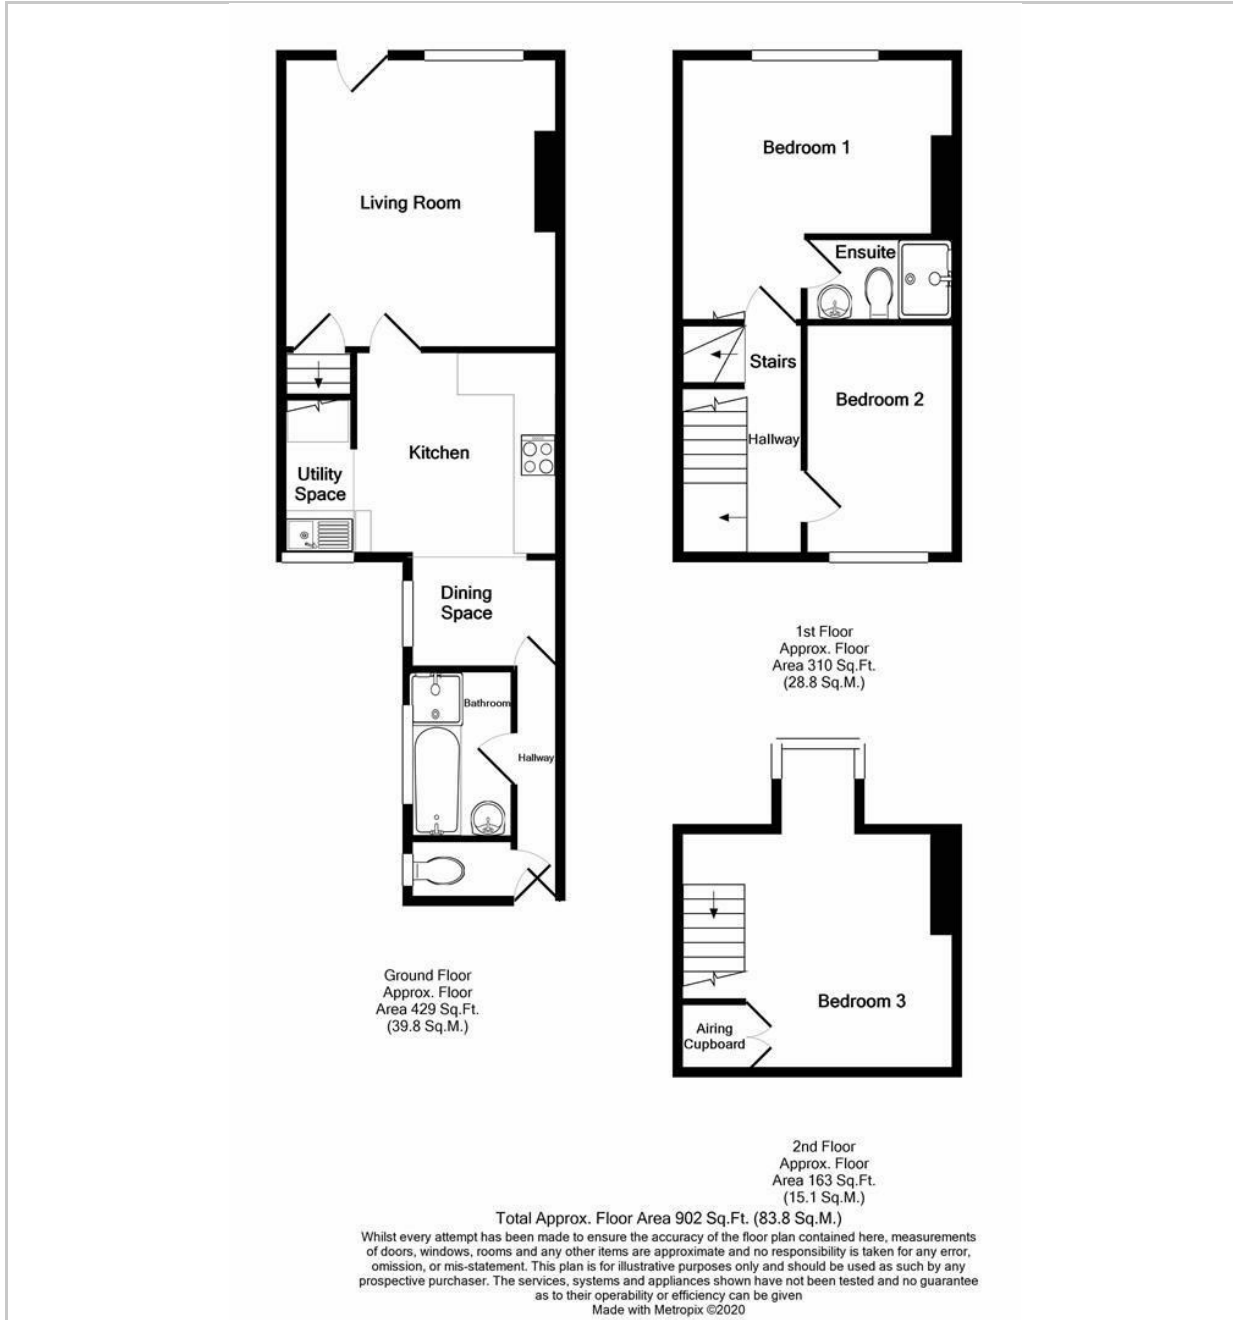 Living Room
Kitchen
Utility
Space
Dining
Space
Bathroom
Hallway
Ground Floor
Approx. Floor
Area 429 Sq.Ft.
(39.8 Sq.M.)
Bedroom 1
Ensuite
Stairs
Bedroom 2
Hallway
1st Floor
Approx. Floor
Area 310 Sq.Ft.
(28.8 Sq.M.)
Bedroom 3
Airing
Cupboard
2nd Floor
Approx. Floor
Area 163 Sq.Ft.
(15.1 Sq.M.)
Total Approx. Floor Area 902 Sq.Ft. (83.8 Sq.M.)
Whilst every attempt has been made to ensure the accuracy of the floor plan contained here, measurements
of doors, windows, rooms and any other items are approximate and no responsibility is taken for any error,
omission, or mis-statement. This plan is for illustrative purposes only and should be used as such by any
prospective purchaser. The services, systems and appliances shown have not been tested and no guarantee
as to their operability or efficiency can be given
Made with Metropix ©2020